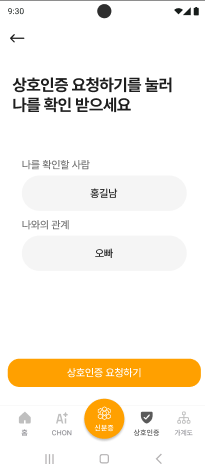 9:30
상호인증 요청하기를 눌러
나를 확인 받으세요
나를 확인할 사람
홍길남
나와의 관계
오빠
상호인증 요청하기
홈
CHON
신분증
상호인증
가계도